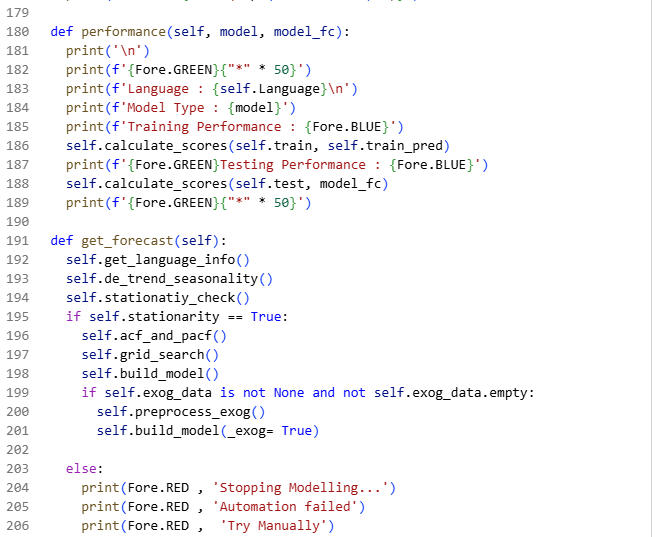 179
180 def performance(self, model, model_fc):
181   print('\n')
182   print(f'{Fore.GREEN}{"*" * 50}')
183   print(f'Language : {self.Language}\n')
184   print(f'Model Type : {model}')
185   print(f'Training Performance : {Fore.BLUE}')
186   self.calculate_scores(self.train, self.train_pred)
187   print(f'{Fore.GREEN}Testing Performance : {Fore.BLUE}')
188   self.calculate_scores(self.test, model_fc)
189   print(f'{Fore.GREEN}{"*" * 50}')
190
191 def get_forecast(self):
192   self.get_language_info()
193   self.de_trend_seasonality()
194   self.stationatiy_check()
195   if self.stationarity == True:
196     self.acf_and_pacf()
197     self.grid_search()
198     self.build_model()
199     if self.exog_data is not None and not self.exog_data.empty:
200       self.preprocess_exog()
201       self.build_model(_exog= True)
202
203   else:
204     print(Fore.RED , 'Stopping Modelling...')
205     print(Fore.RED , 'Automation failed')
206     print(Fore.RED ,  'Try Manually')